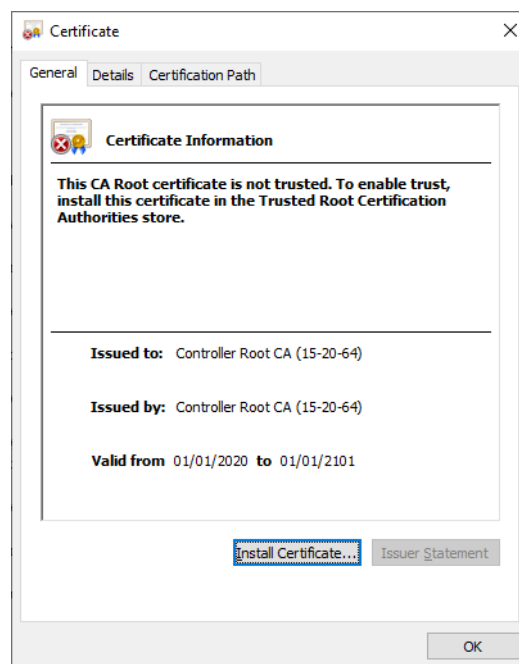 Certificate
General Details Certification Path
Certificate Information
This CA Root certificate is not trusted. To enable trust,
install this certificate in the Trusted Root Certification
Authorities store.
Issued to: Controller Root CA (15-20-64)
Issued by: Controller Root CA (15-20-64)
Valid from 01/01/2020 to 01/01/2101
Install Certificate... Issuer Statement
OK